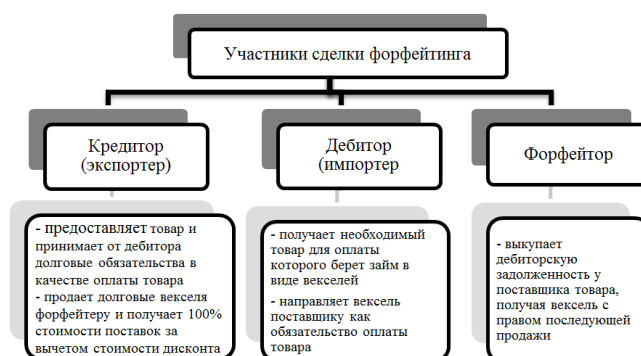 Участники сделки форфейтинга
Кредитор
(экспортер)
Дебитор
(импортер
Форфейтор
- предоставляет товар и
принимает от дебитора
долговые обязательства в
качестве оплаты товара
- продает долговые векселя
форфейтеру и получает 100%
стоимости поставок за
вычетом стоимости дисконта
- получает необходимый
товар для оплаты
которого берет займ в
виде векселей
- направляет вексель
поставщику как
обязательство оплаты
товара
- выкупает
дебиторскую
задолженность у
поставщика товара,
получая вексель с
правом последующей
продажи